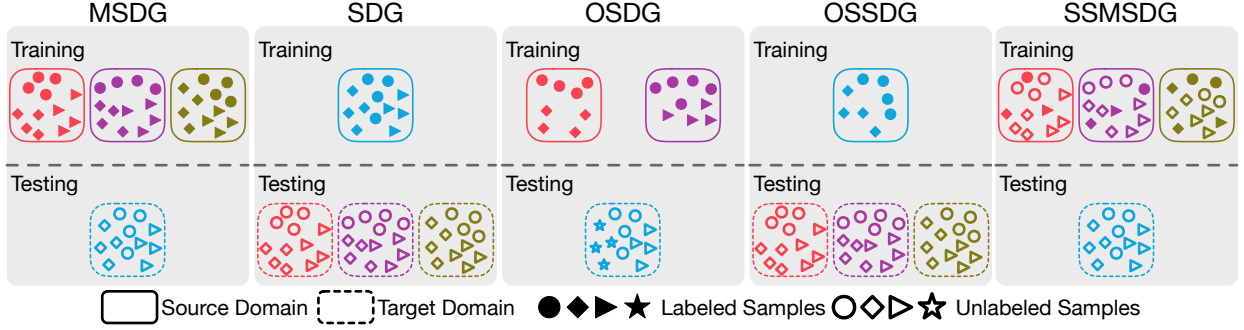 MSDG SDG OSDG OSSDG SSMSDG
Training Training Training Training Training
Testing Testing Testing Testing Testing
Source Domain Target Domain Labeled Samples Unlabeled Samples